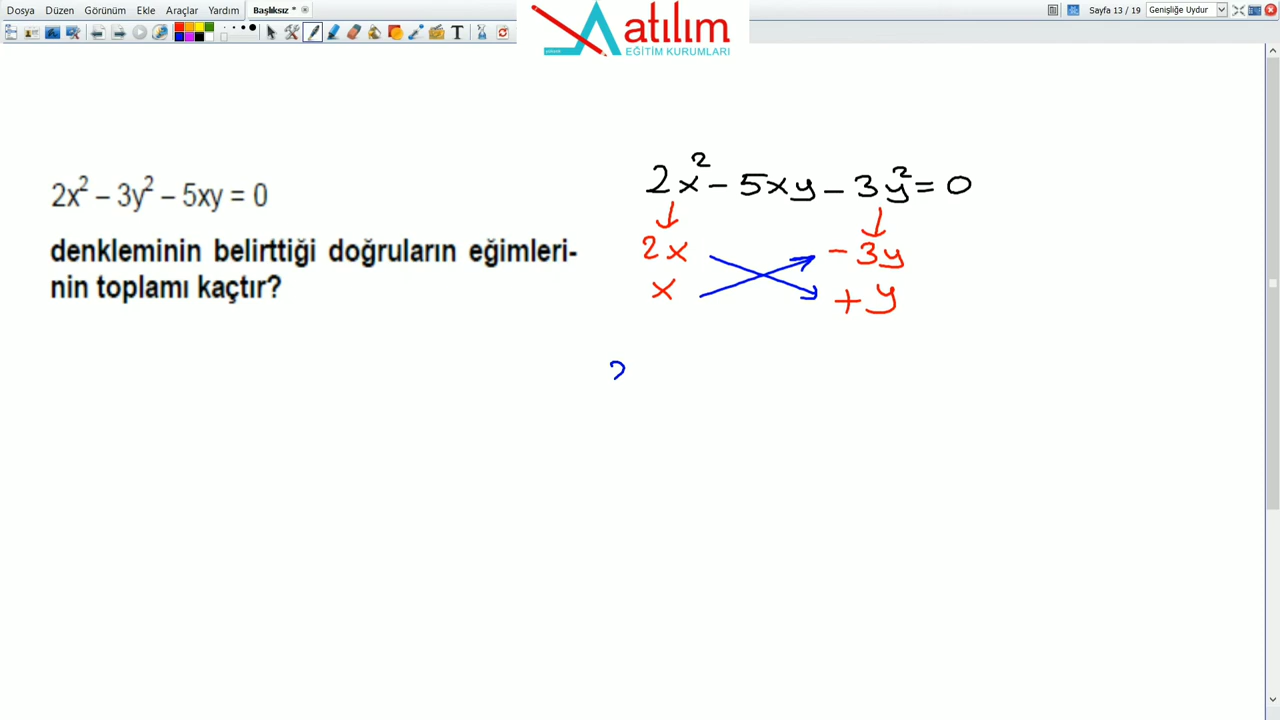 Dosya Düzen Görünüm Ekle Araçlar Yardım Başlıksız * Sayfa 13 / 19 Genişliğe Uydur
atılım
EĞİTİM KURUMLARI
2x² – 3y² – 5xy = 0
denkleminin belirttiği doğruların eğimleri-
nin toplamı kaçtır?
2x² - 5xy - 3y² = 0
2x - 3y
x + y